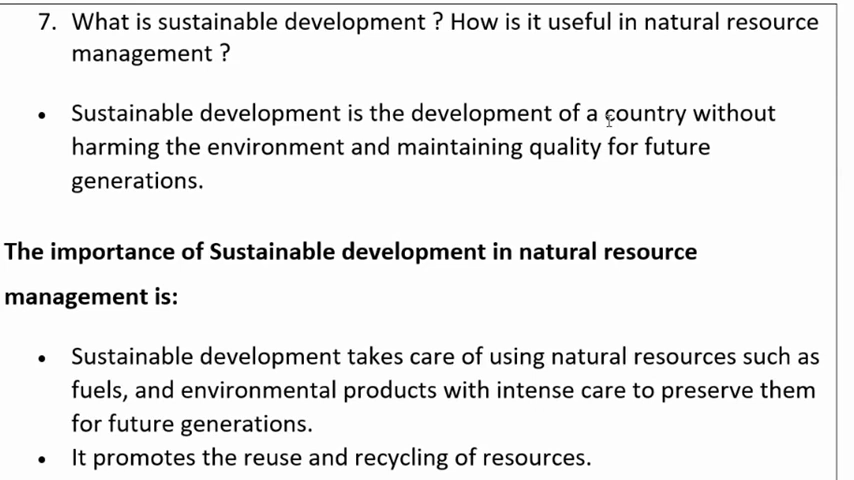 7. What is sustainable development ? How is it useful in natural resource
management ?
• Sustainable development is the development of a country without
harming the environment and maintaining quality for future
generations.
The importance of Sustainable development in natural resource
management is:
• Sustainable development takes care of using natural resources such as
fuels, and environmental products with intense care to preserve them
for future generations.
• It promotes the reuse and recycling of resources.